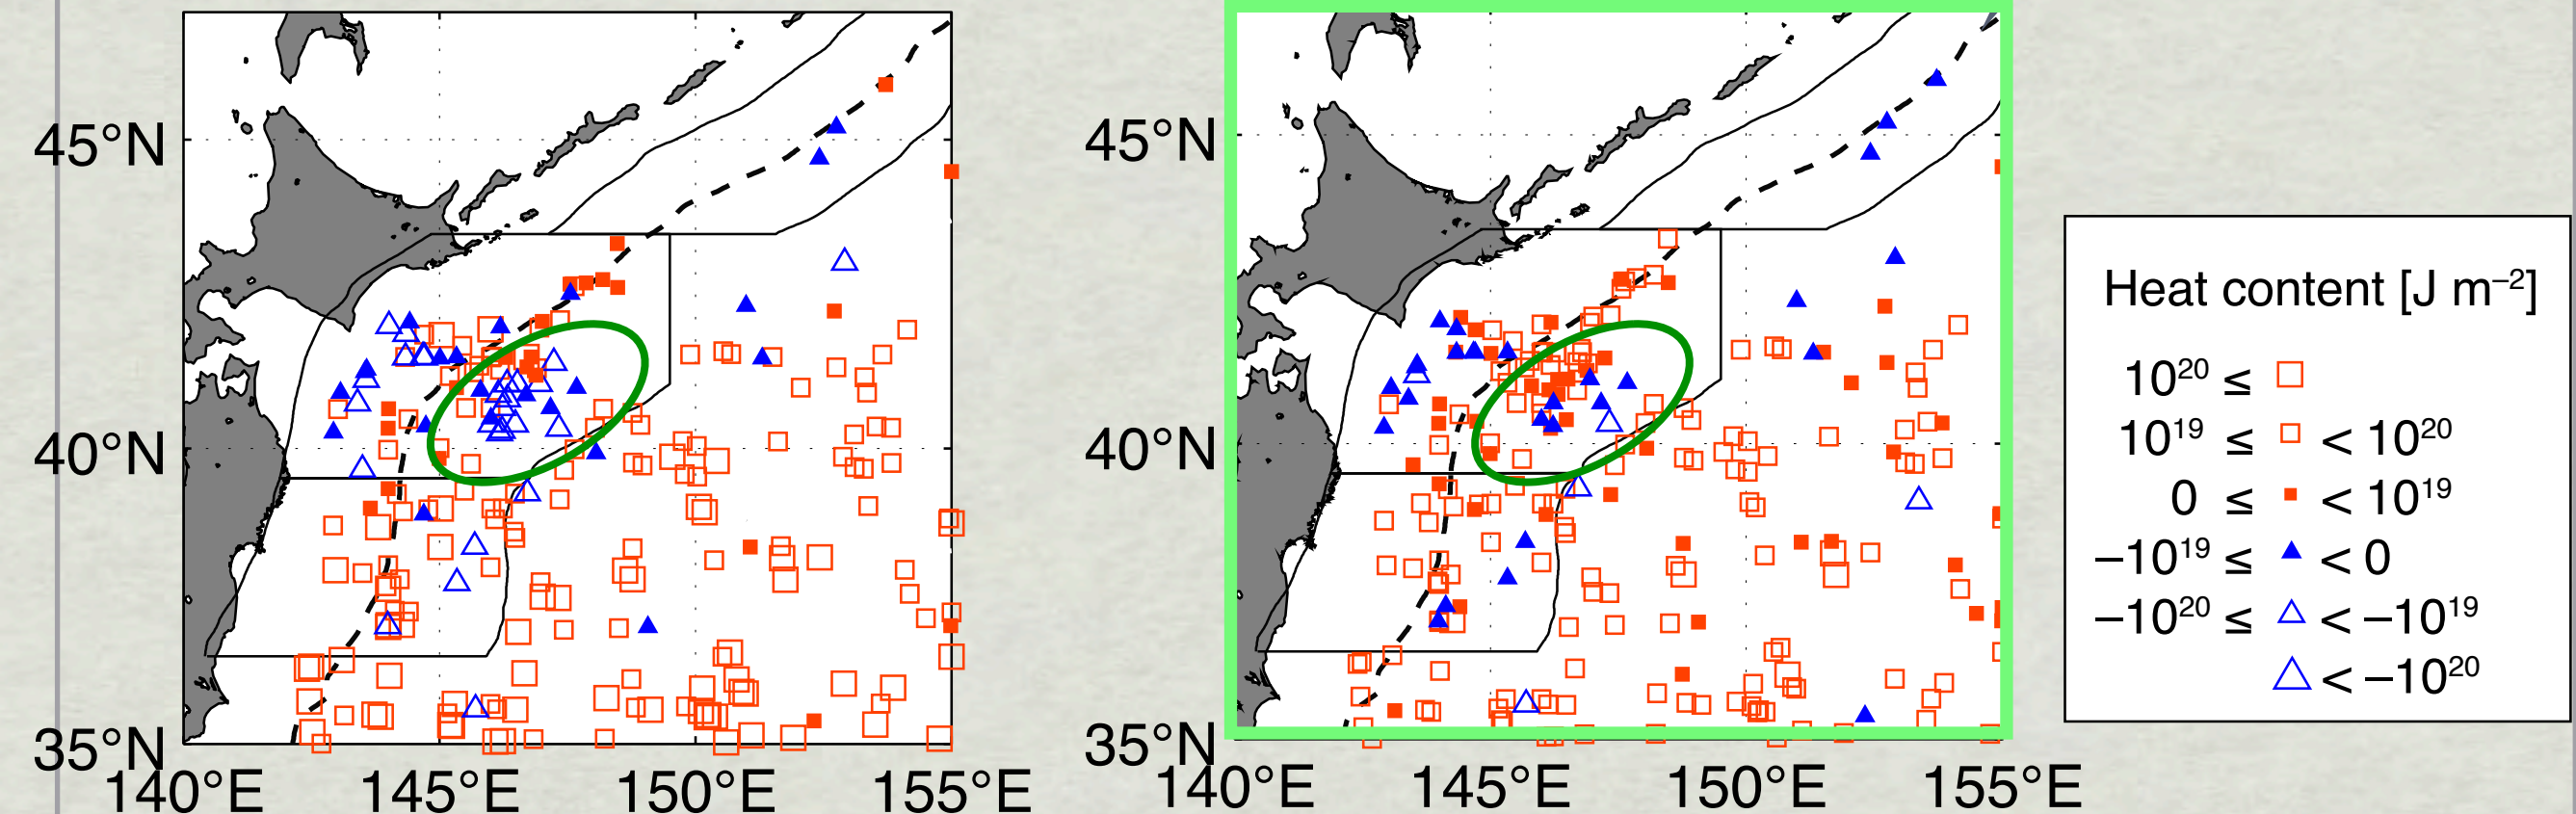 45°N
40°N
35°N
140°E 145°E 150°E 155°E
45°N
40°N
35°N
140°E 145°E 150°E 155°E
Heat content [J m⁻²]
10²⁰ ≤
10¹⁹ ≤ < 10²⁰
0 ≤ < 10¹⁹
–10¹⁹ ≤ < 0
–10²⁰ ≤ < –10¹⁹
< –10²⁰